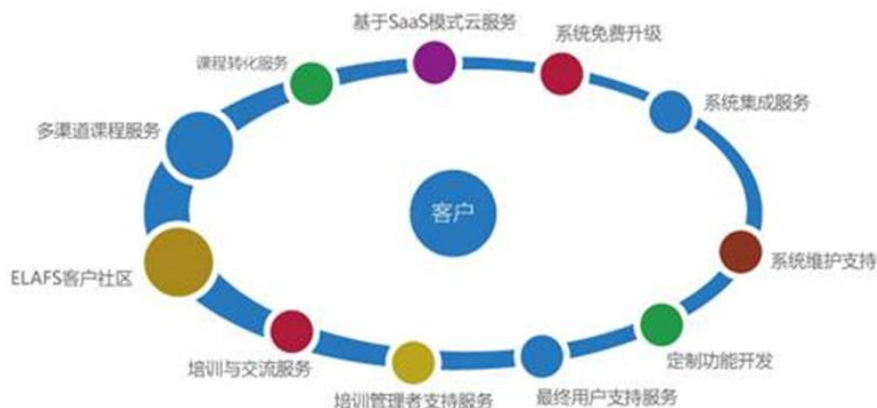 基于SaaS模式云服务
系统免费升级
课程转化服务
系统集成服务
多渠道课程服务
客户
ELAFS客户社区
系统维护支持
培训与交流服务
定制功能开发
培训管理者支持服务
最终用户支持服务